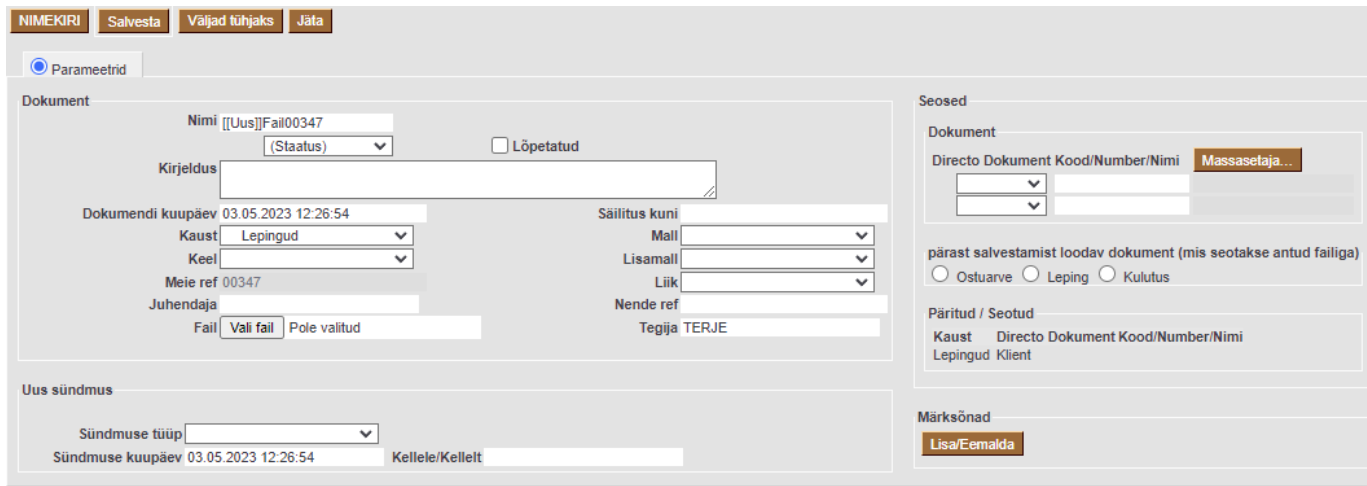 NIMEKIRI Salvesta Väljad tühjaks Jäta
Parameetrid
Dokument
Nimi [[Uus]]Fail00347
(Staatus) Lõpetatud
Kirjeldus
Dokumendi kuupäev 03.05.2023 12:26:54 Säilitus kuni
Kaust Lepingud Mall
Keel Lisamall
Meie ref 00347 Liik
Juhendaja Nende ref
Fail Vali fail Pole valitud Tegija TERJE
Uus sündmus
Sündmuse tüüp
Sündmuse kuupäev 03.05.2023 12:26:54 Kellele/Kellelt
Seosed
Dokument
Directo Dokument Kood/Number/Nimi Massasetaja...
pärast salvestamist loodav dokument (mis seotakse antud failiga)
Ostuarve Leping Kulutus
Päritud / Seotud
Kaust Directo Dokument Kood/Number/Nimi
Lepingud Klient
Märksõnad
Lisa/Eemalda